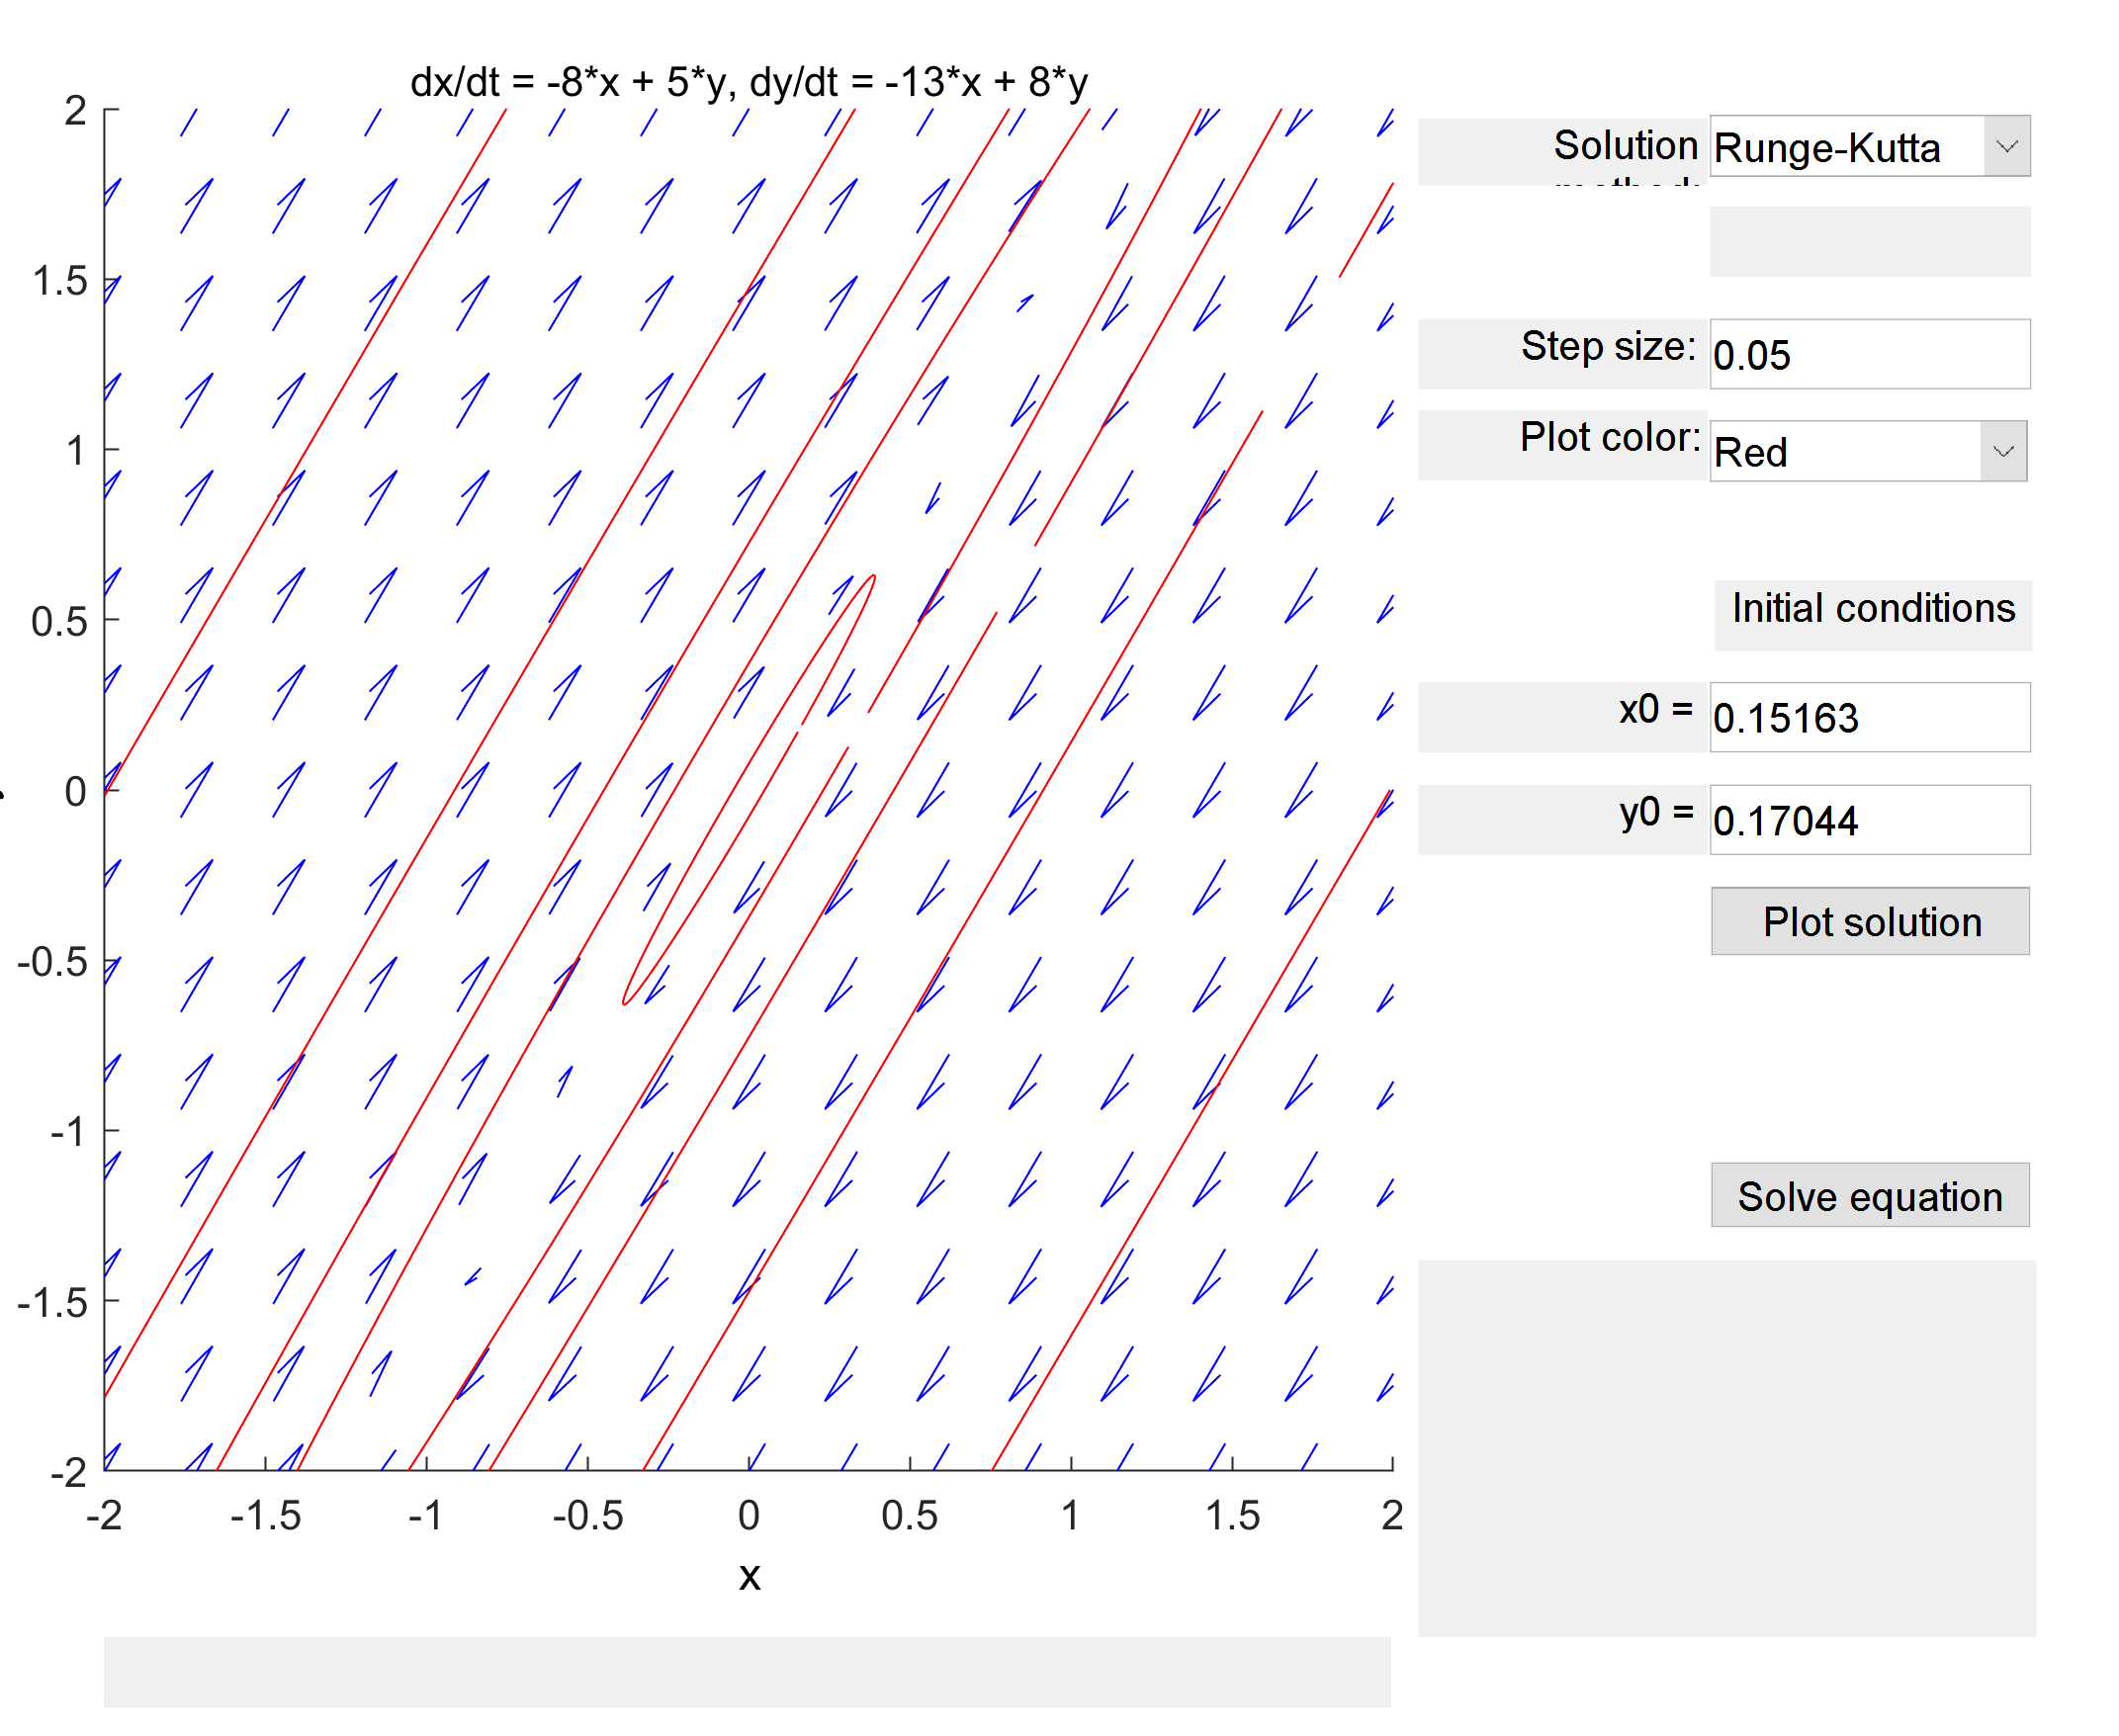 dx/dt = -8*x + 5*y, dy/dt = -13*x + 8*y
2
1.5
1
0.5
0
-0.5
-1
-1.5
-2
-2 -1.5 -1 -0.5 0 0.5 1 1.5 2
x
Solution
Runge-Kutta
Step size:
0.05
Plot color:
Red
Initial conditions
x0 =
0.15163
y0 =
0.17044
Plot solution
Solve equation